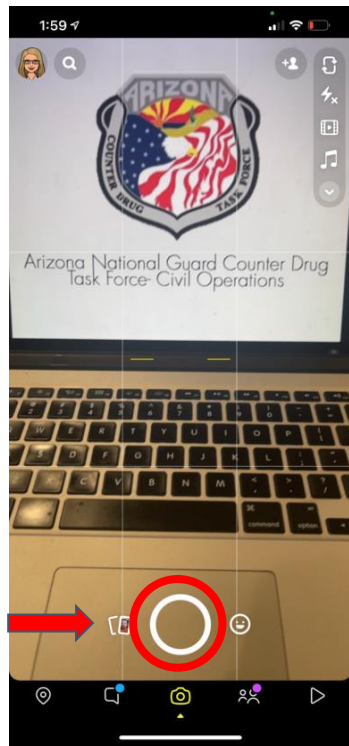 1:59
ARIZONA
COUNTER DRUG TASK FORCE
Arizona National Guard Counter Drug
Task Force- Civil Operations
W E R T Y U I O P
S D F G H J K L
X C V B N M
command option